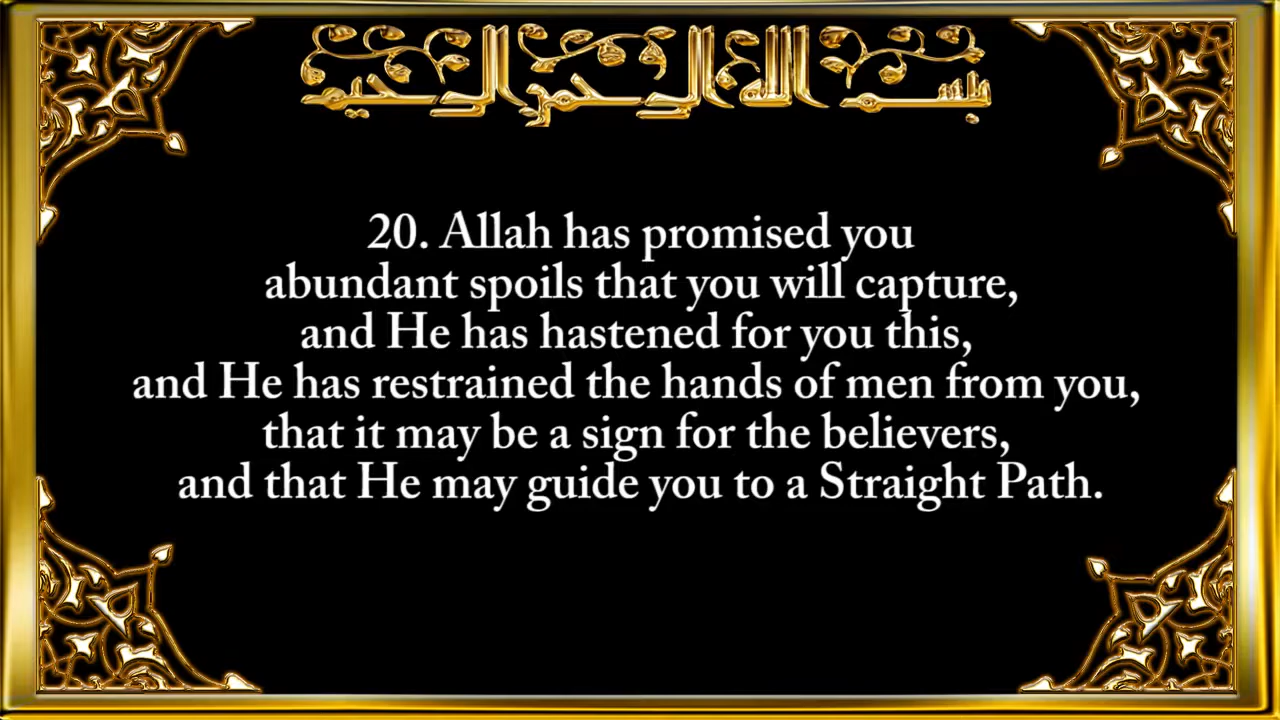 بسم الله الرحمن الرحيم
20. Allah has promised you
abundant spoils that you will capture,
and He has hastened for you this,
and He has restrained the hands of men from you,
that it may be a sign for the believers,
and that He may guide you to a Straight Path.